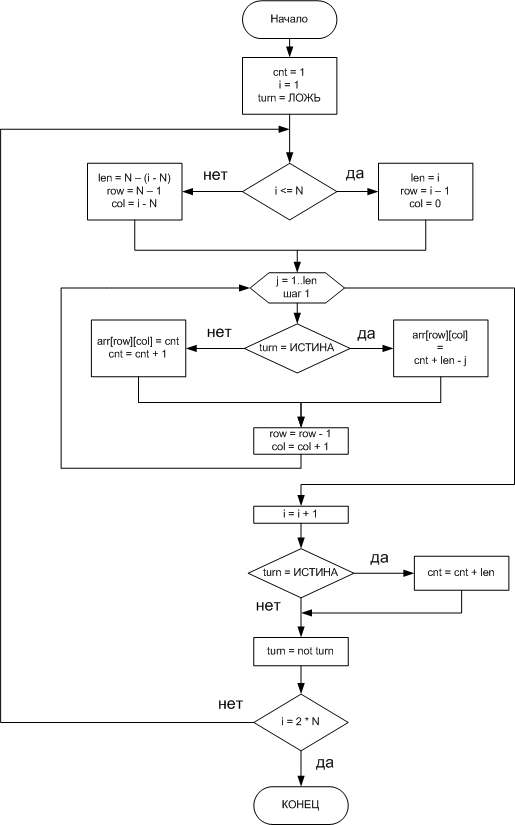 Начало
cnt = 1
i = 1
turn = ЛОЖЬ
нет
да
len = N – (i - N)
row = N – 1
col = i - N
i <= N
len = i
row = i – 1
col = 0
j = 1..len
шаг 1
нет
да
arr[row][col] = cnt
cnt = cnt + 1
turn = ИСТИНА
arr[row][col]
=
cnt + len - j
row = row - 1
col = col + 1
i = i + 1
turn = ИСТИНА
да
cnt = cnt + len
нет
turn = not turn
нет
i = 2 * N
да
КОНЕЦ